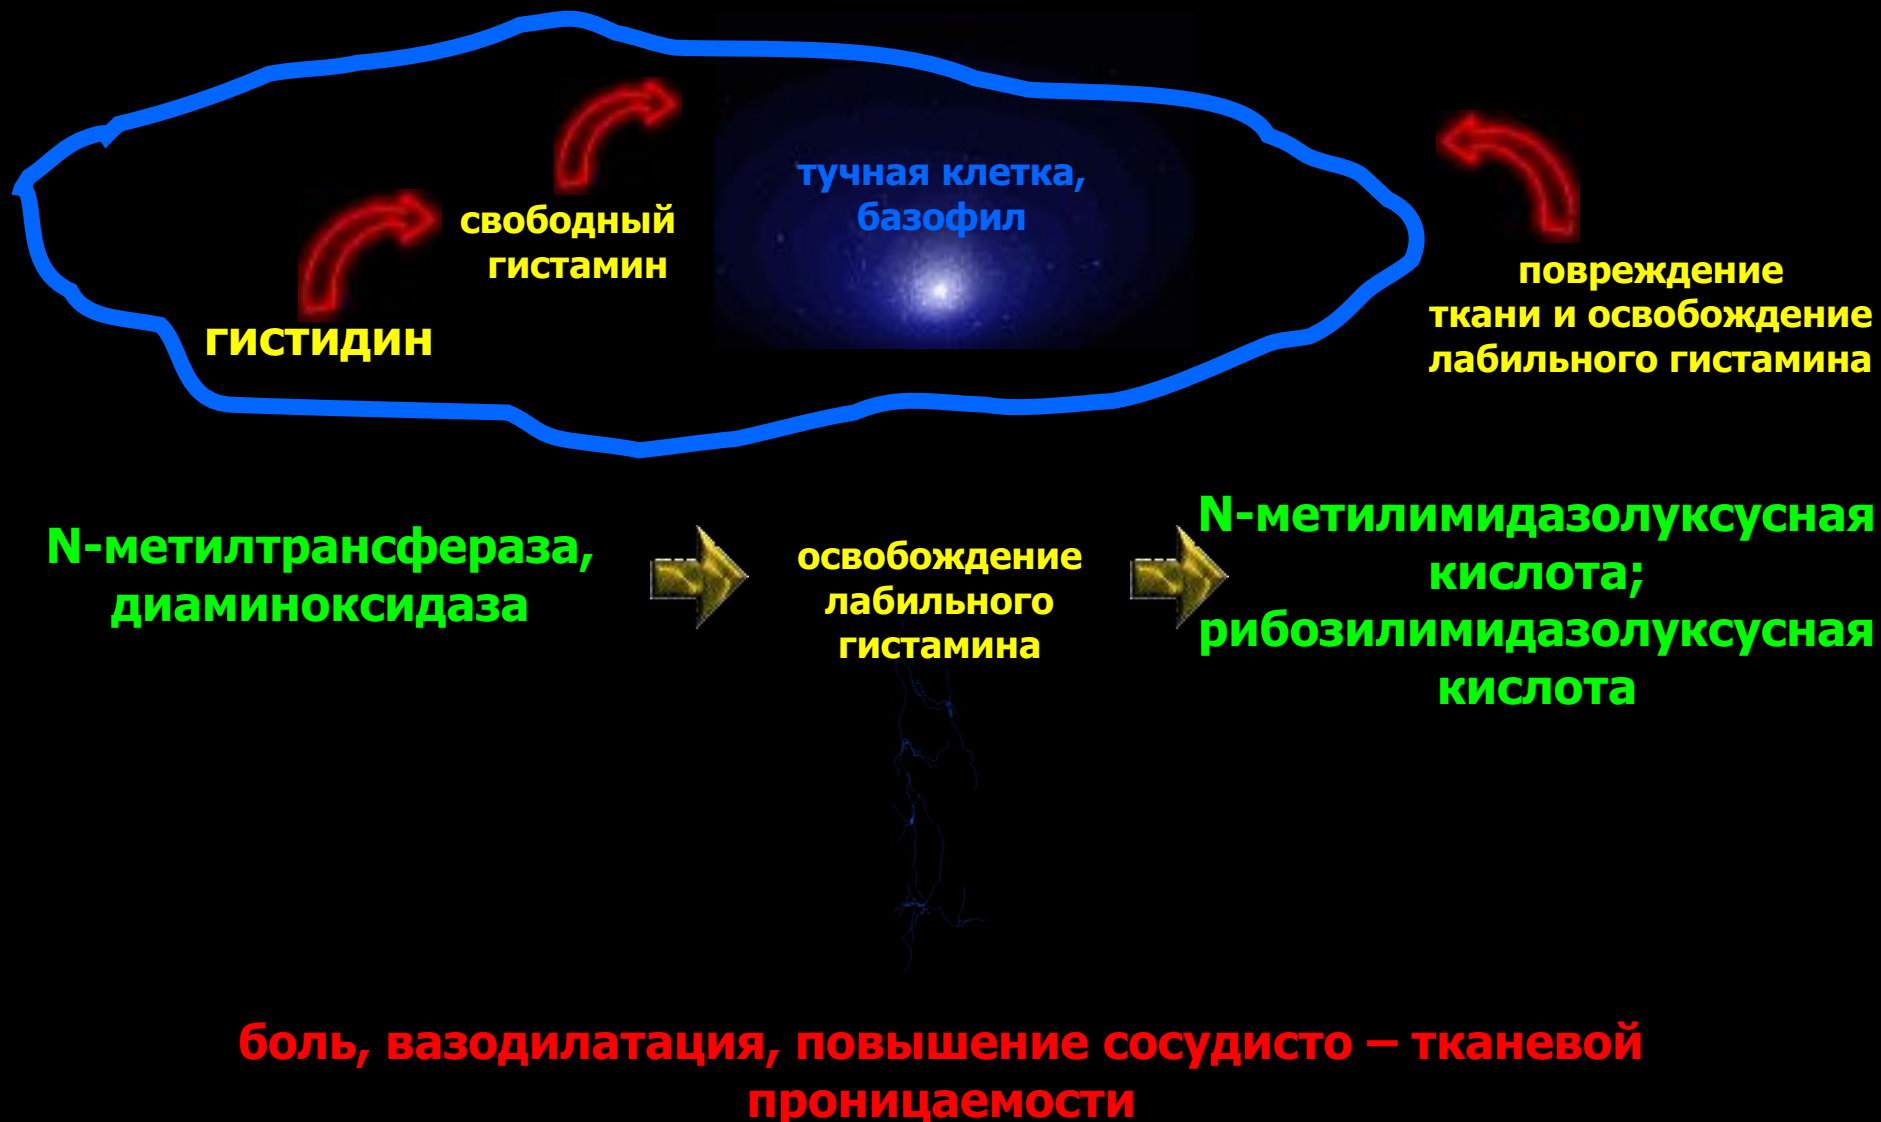 тучная клетка,
базофил
свободный
гистамин
гистидин
повреждение
ткани и освобождение
лабильного гистамина
N-метилтрансфераза,
диаминоксидаза
освобождение
лабильного
гистамина
N-метилимидазолуксусная
кислота;
рибозилимидазолуксусная
кислота
боль, вазодилатация, повышение сосудисто – тканевой
проницаемости